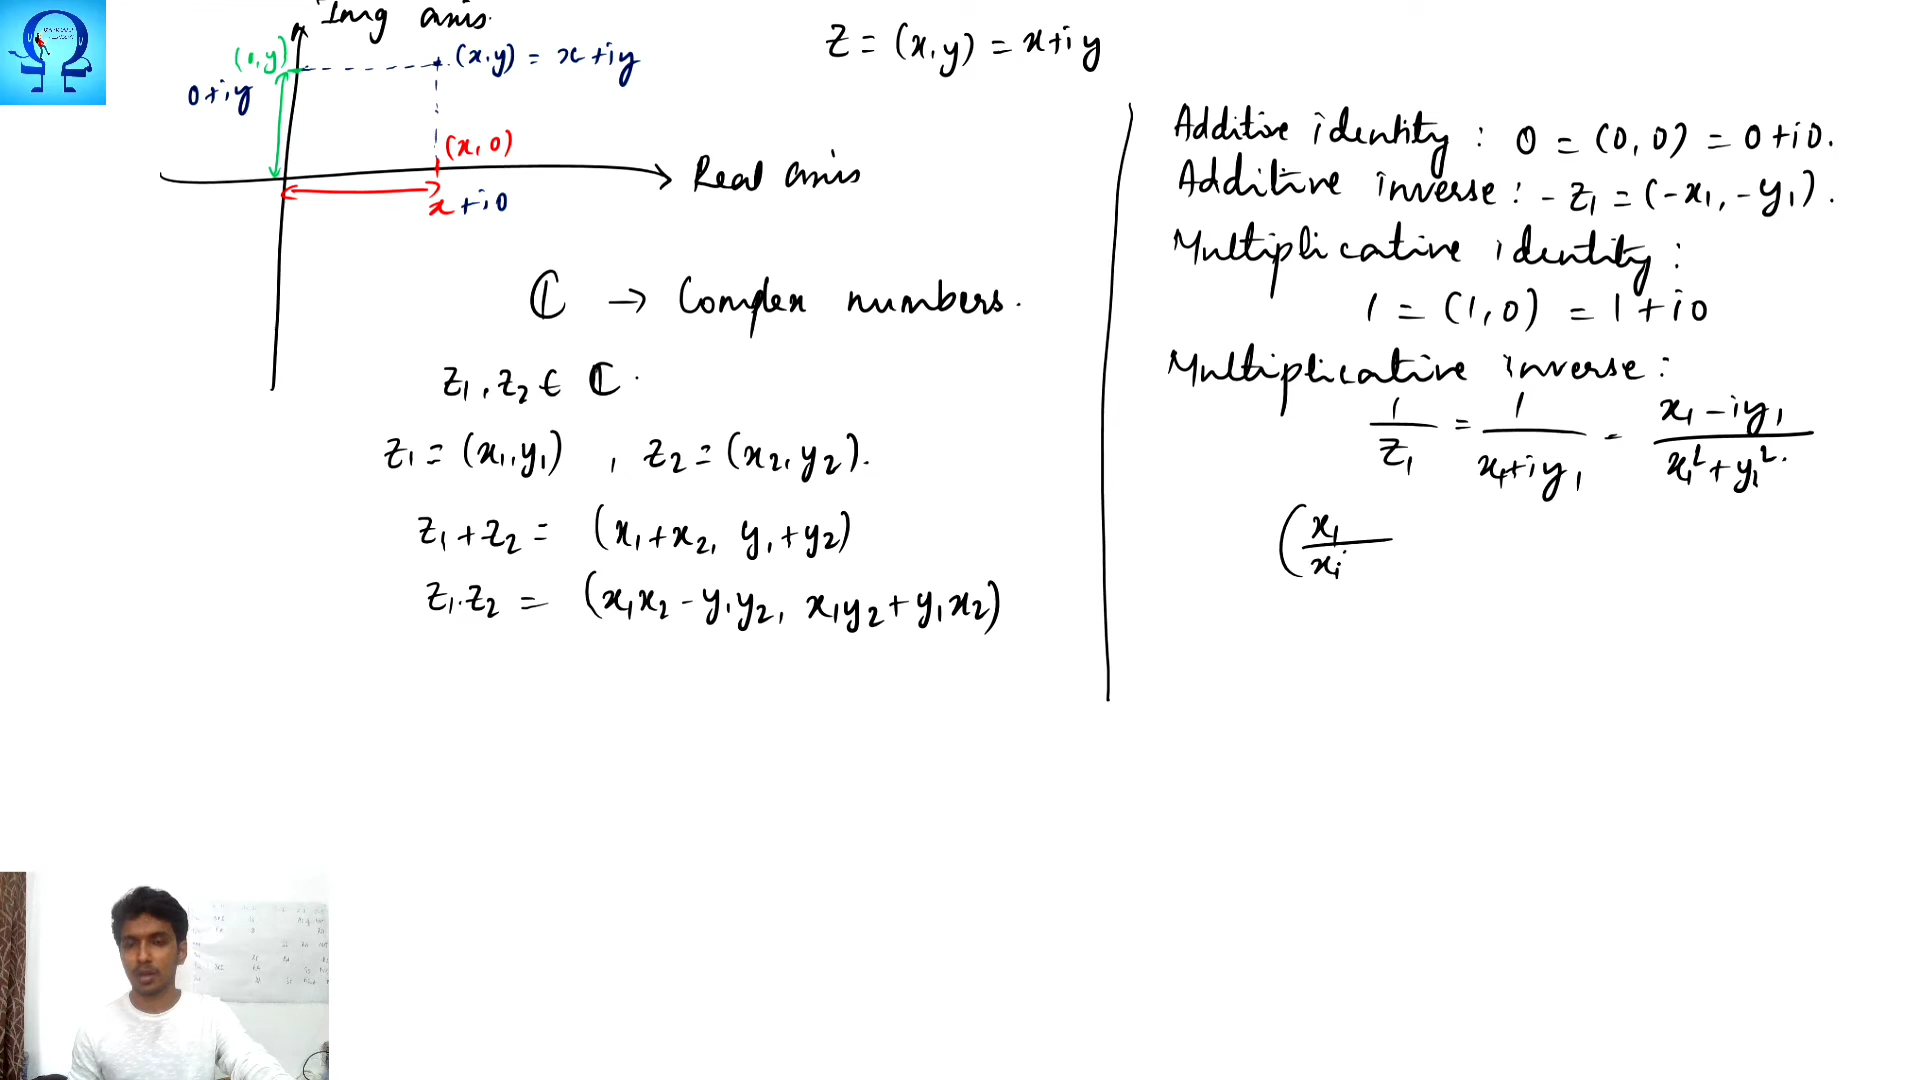 Img axis.
Z = (x, y) = x+iy
(0, y)
(x, y) = x+iy
0+iy
(x, 0)
Real axis
x+i0
ℂ → Complex numbers.
z₁, z₂ ∈ ℂ.
z₁ = (x₁, y₁) , z₂ = (x₂, y₂).
z₁+z₂ = (x₁+x₂, y₁+y₂)
z₁.z₂ = (x₁x₂ - y₁y₂, x₁y₂ + y₁x₂)
Additive identity : 0 = (0, 0) = 0+i0.
Additive inverse : -z₁ = (-x₁, -y₁).
Multiplicative identity :
1 = (1, 0) = 1+i0
Multiplicative inverse :
1/z₁ = 1/(x₁+iy₁) = (x₁-iy₁)/(x₁²+y₁².
(x₁/x₁